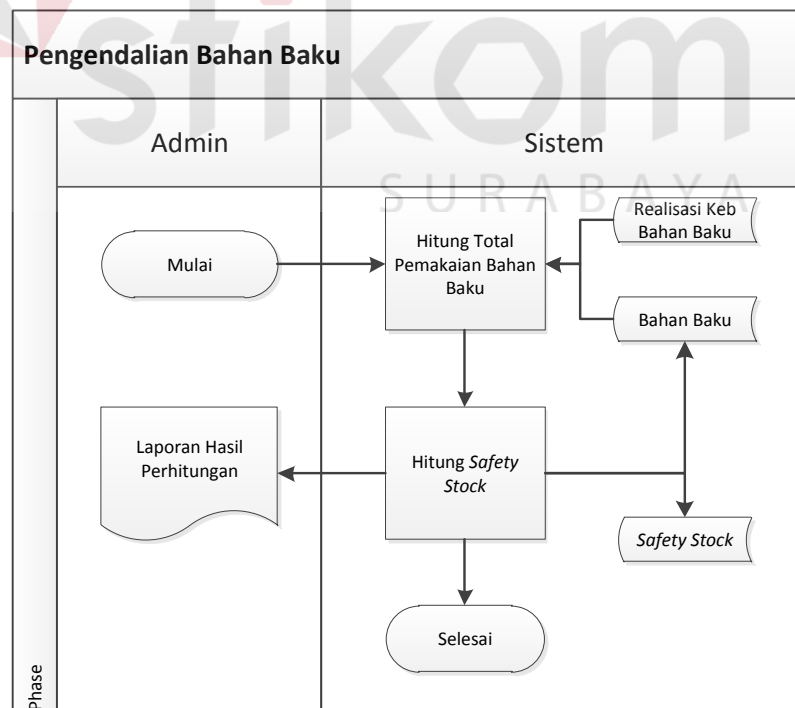 stikom
SURABAYA
Pengendalian Bahan Baku
Admin
Sistem
Mulai
Hitung Total
Pemakaian Bahan
Baku
Realisasi Keb
Bahan Baku
Bahan Baku
Laporan Hasil
Perhitungan
Hitung Safety
Stock
Safety Stock
Selesai
Phase